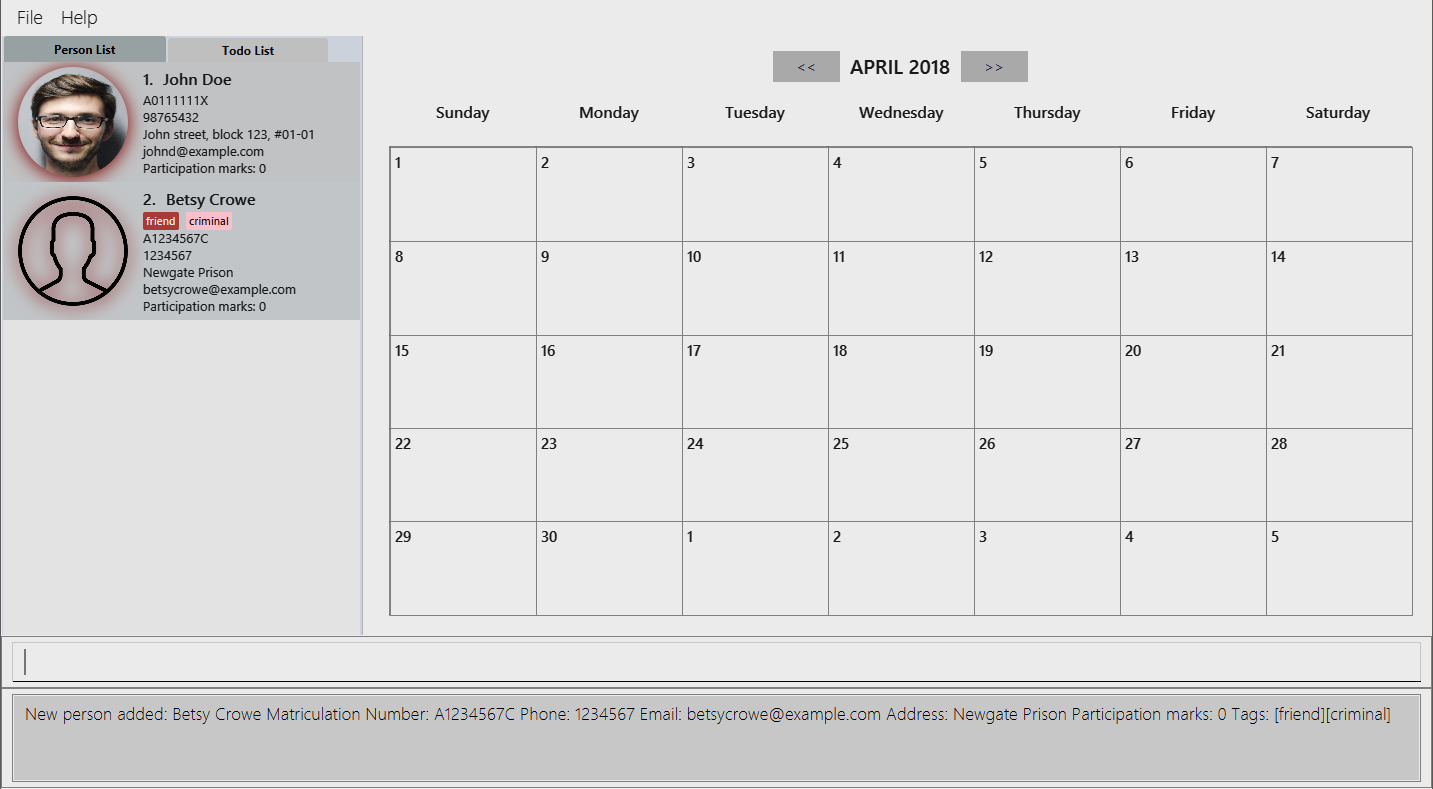 File Help
Person List Todo List
1. John Doe
A0111111X
98765432
John street, block 123, #01-01
johnd@example.com
Participation marks: 0
2. Betsy Crowe
friend criminal
A1234567C
1234567
Newgate Prison
betsycrowe@example.com
Participation marks: 0
<< APRIL 2018 >>
Sunday Monday Tuesday Wednesday Thursday Friday Saturday
1 2 3 4 5 6 7
8 9 10 11 12 13 14
15 16 17 18 19 20 21
22 23 24 25 26 27 28
29 30 1 2 3 4 5
New person added: Betsy Crowe Matriculation Number: A1234567C Phone: 1234567 Email: betsycrowe@example.com Address: Newgate Prison Participation marks: 0 Tags: [friend][criminal]